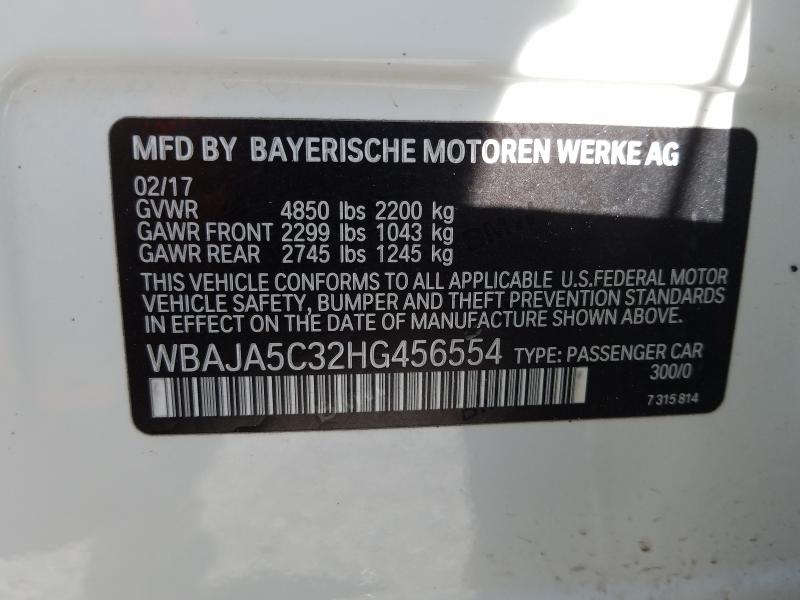 MFD BY BAYERISCHE MOTOREN WERKE AG
02/17
GVWR 4850 lbs 2200 kg
GAWR FRONT 2299 lbs 1043 kg
GAWR REAR 2745 lbs 1245 kg
THIS VEHICLE CONFORMS TO ALL APPLICABLE U.S.FEDERAL MOTOR
VEHICLE SAFETY, BUMPER AND THEFT PREVENTION STANDARDS
IN EFFECT ON THE DATE OF MANUFACTURE SHOWN ABOVE.
WBAJA5C32HG456554 TYPE: PASSENGER CAR
300/0
7 315 814